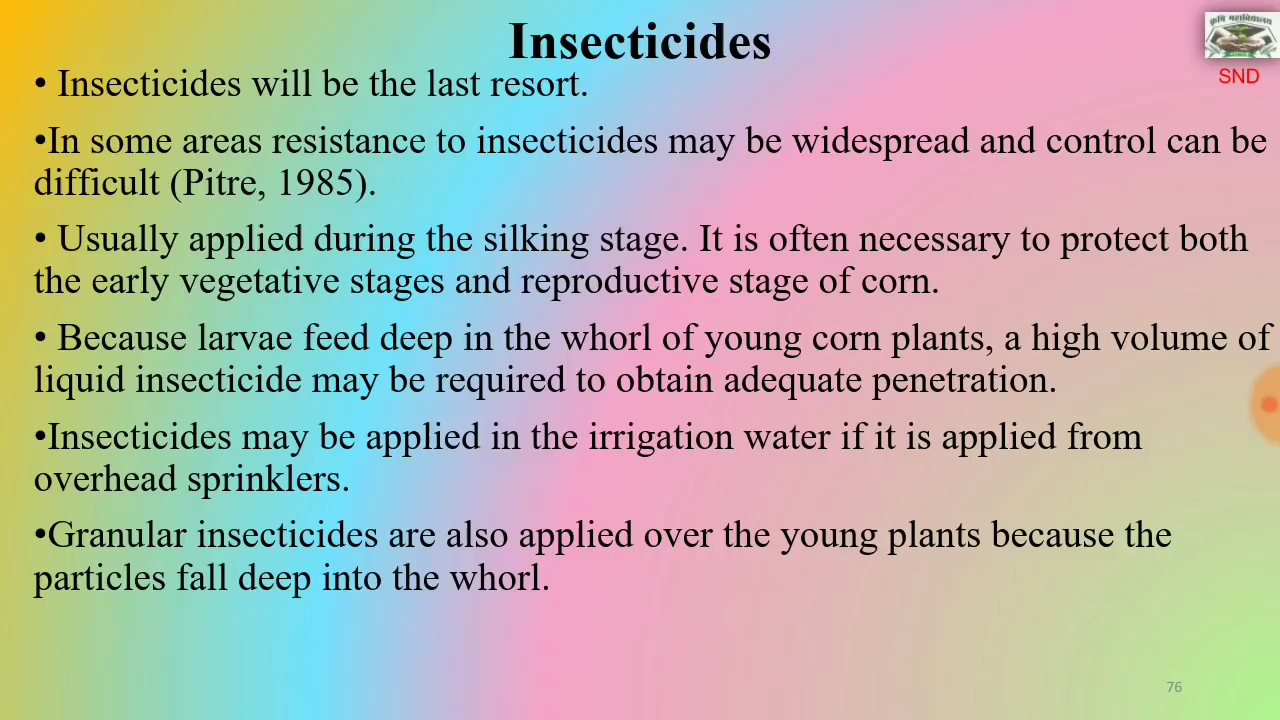 Insecticides
कृषि महाविद्यालय
SND
• Insecticides will be the last resort.
•In some areas resistance to insecticides may be widespread and control can be
difficult (Pitre, 1985).
• Usually applied during the silking stage. It is often necessary to protect both
the early vegetative stages and reproductive stage of corn.
• Because larvae feed deep in the whorl of young corn plants, a high volume of
liquid insecticide may be required to obtain adequate penetration.
•Insecticides may be applied in the irrigation water if it is applied from
overhead sprinklers.
•Granular insecticides are also applied over the young plants because the
particles fall deep into the whorl.
76